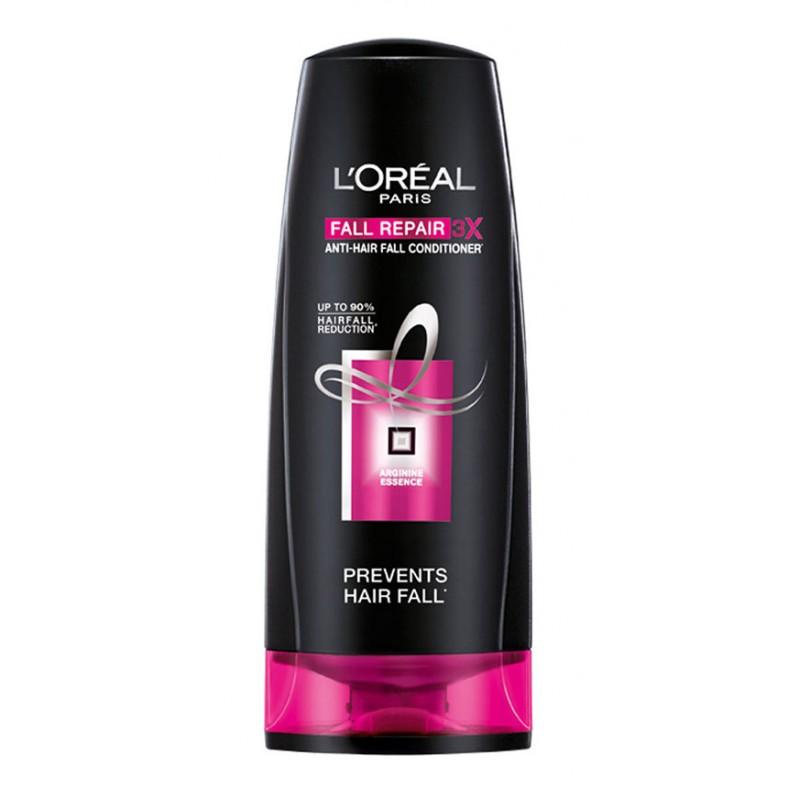 L'ORÉAL
PARIS
FALL REPAIR 3X
ANTI-HAIR FALL CONDITIONER*
UP TO 90%
HAIRFALL
REDUCTION*
ARGININE
ESSENCE
PREVENTS
HAIR FALL*